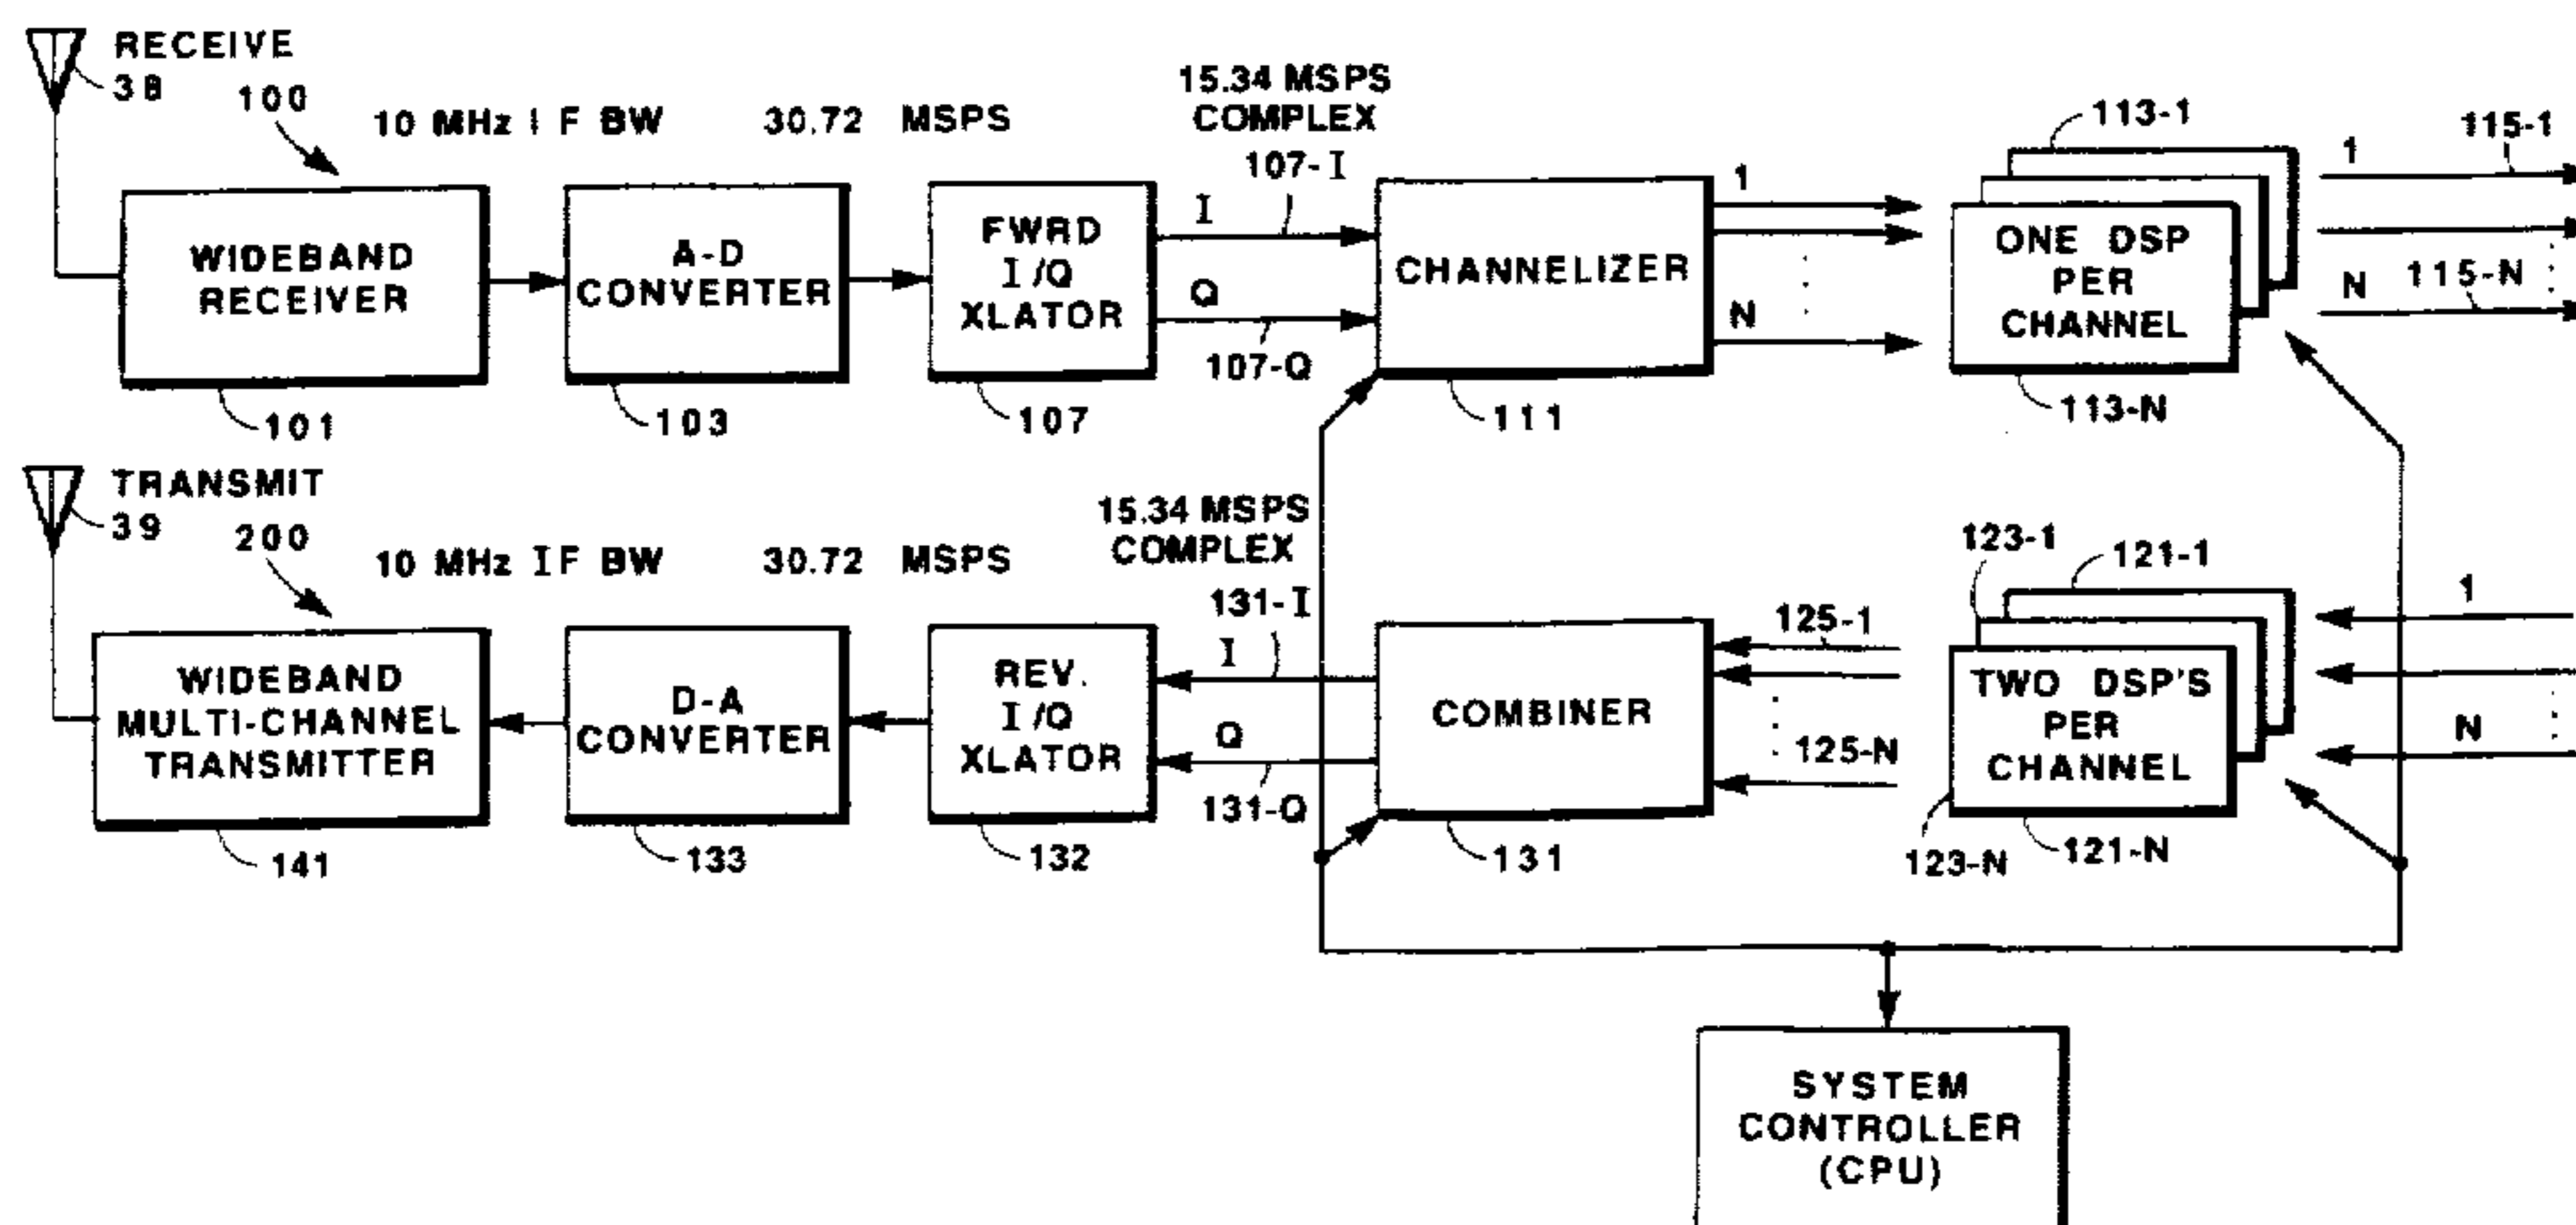 RECEIVE
38
100
10 MHz IF BW
30.72 MSPS
15.34 MSPS
COMPLEX
107-I
I
Q
107-Q
WIDEBAND
RECEIVER
101
A-D
CONVERTER
103
FWRD
I/Q
XLATOR
107
CHANNELIZER
111
1
N
113-1
ONE DSP
PER
CHANNEL
113-N
1
115-1
N
115-N
TRANSMIT
39
200
10 MHz IF BW
30.72 MSPS
15.34 MSPS
COMPLEX
131-I
I
Q
131-Q
WIDEBAND
MULTI-CHANNEL
TRANSMITTER
141
D-A
CONVERTER
133
REV.
I/Q
XLATOR
132
COMBINER
131
125-1
125-N
123-1
121-1
TWO DSP'S
PER
CHANNEL
123-N
121-N
1
N
SYSTEM
CONTROLLER
(CPU)